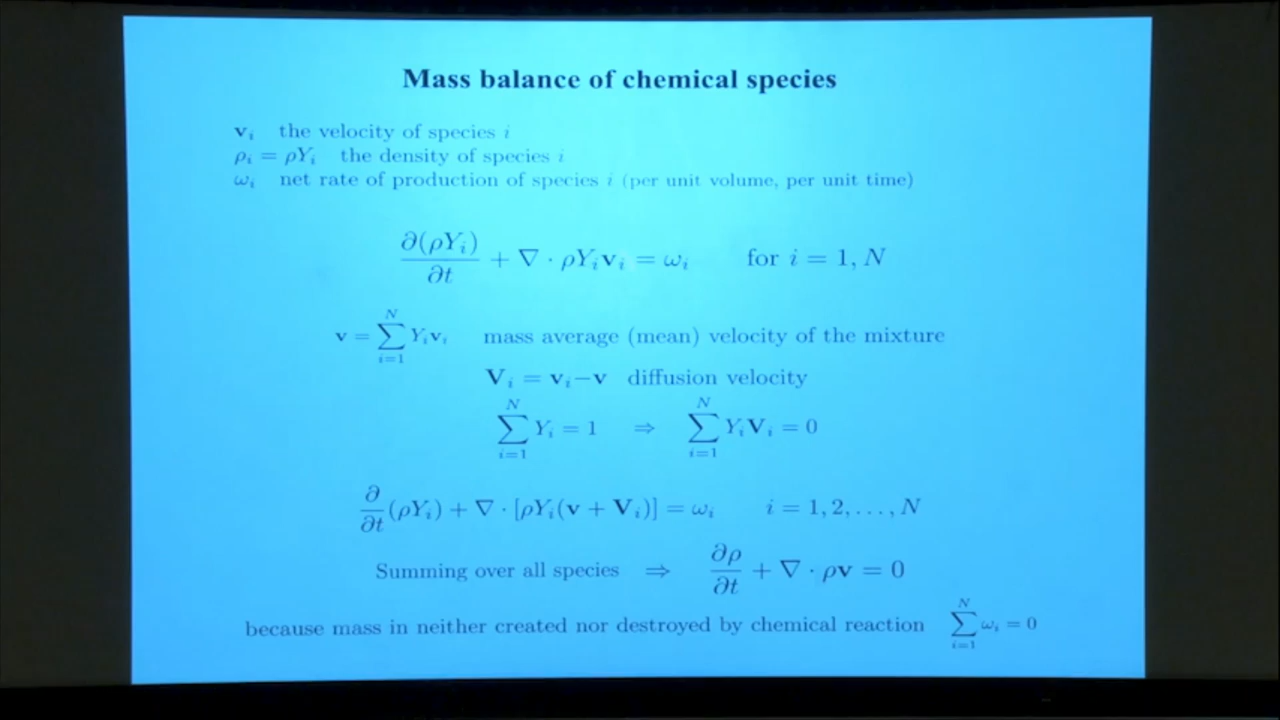 Mass balance of chemical species
v_i the velocity of species i
ρ_i = ρY_i the density of species i
ω_i net rate of production of species i (per unit volume, per unit time)
∂(ρY_i)/∂t + ∇ · ρY_i v_i = ω_i for i = 1, N
v = ∑_{i=1}^{N} Y_i v_i mass average (mean) velocity of the mixture
V_i = v_i − v diffusion velocity
∑_{i=1}^{N} Y_i = 1 ⇒ ∑_{i=1}^{N} Y_i V_i = 0
∂/∂t (ρY_i) + ∇ · [ρY_i(v + V_i)] = ω_i i = 1, 2, . . . , N
Summing over all species ⇒ ∂ρ/∂t + ∇ · ρv = 0
because mass in neither created nor destroyed by chemical reaction ∑_{i=1}^{N} ω_i = 0